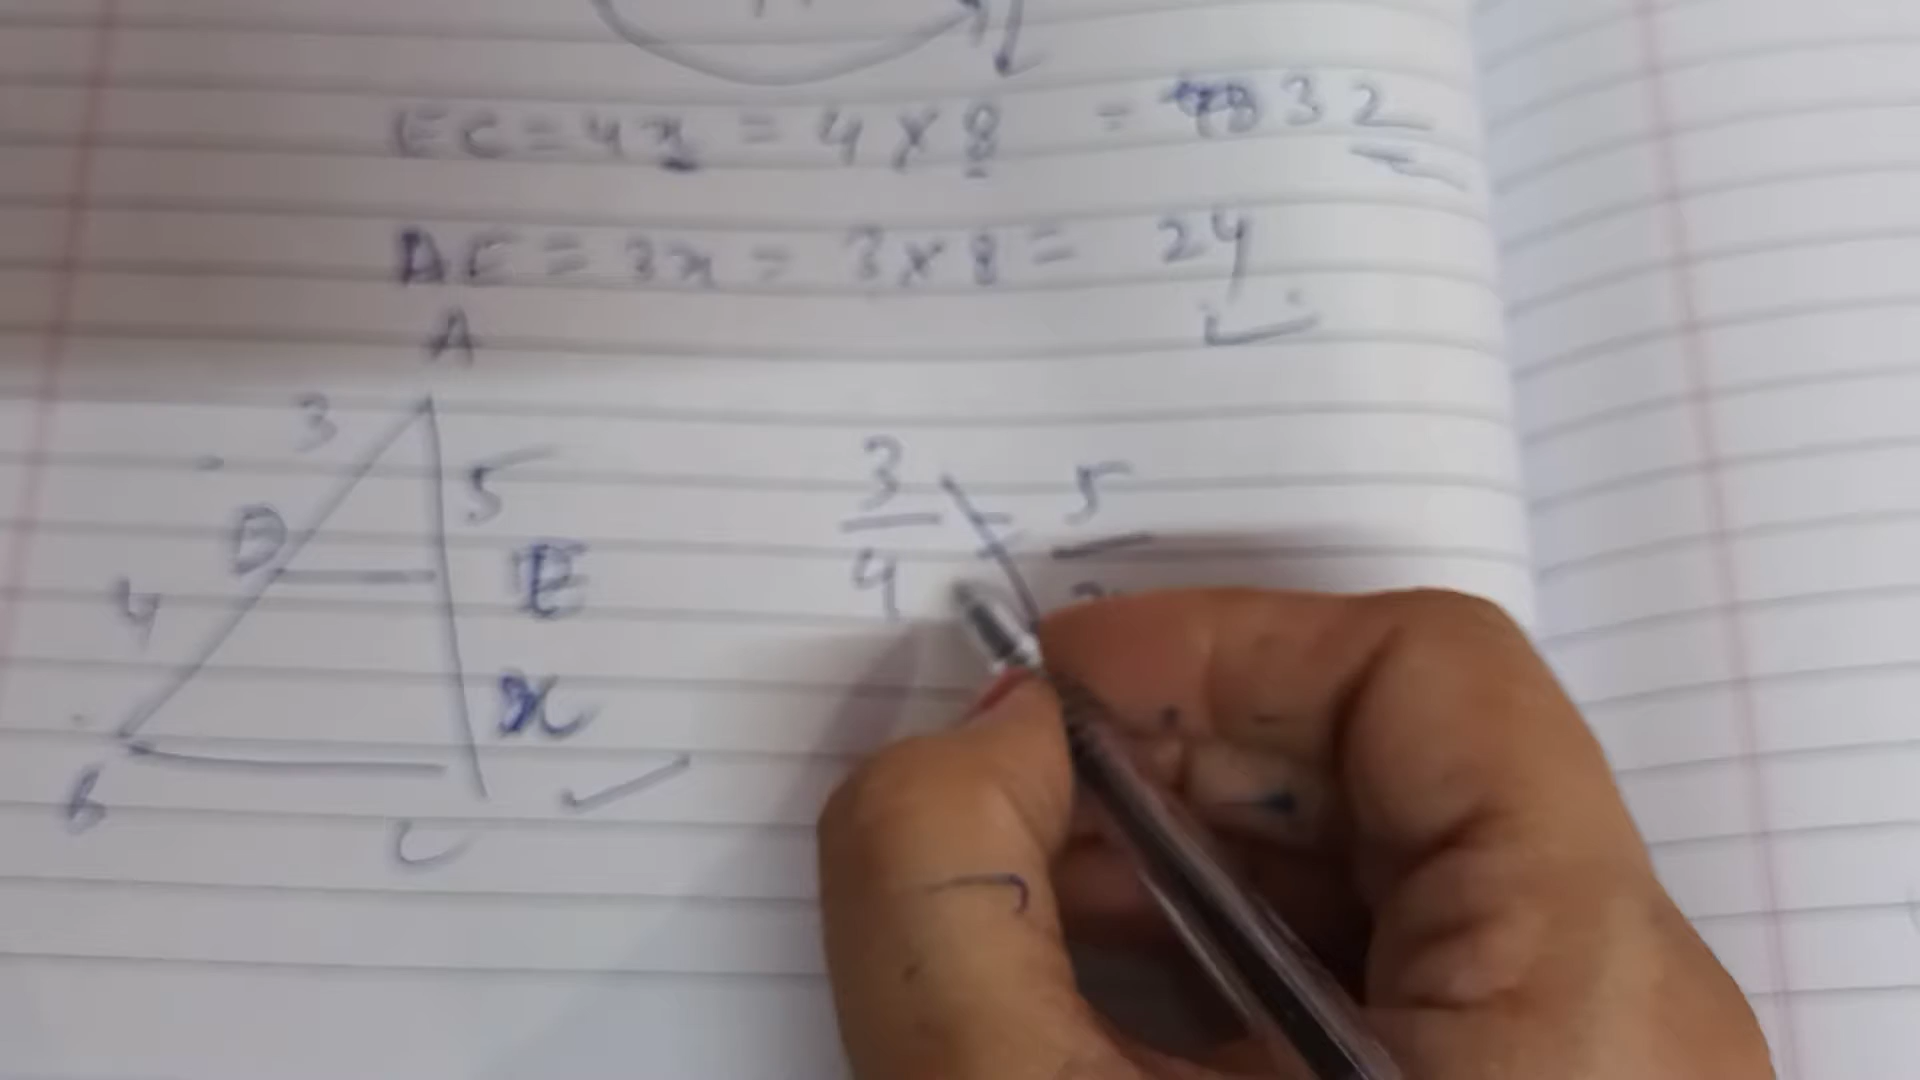 EC = 4x = 4 × 8 = 32
AE = 3x = 3 × 8 = 24
A
3
5
3/4 = 5/
D
E
4
x
B
C